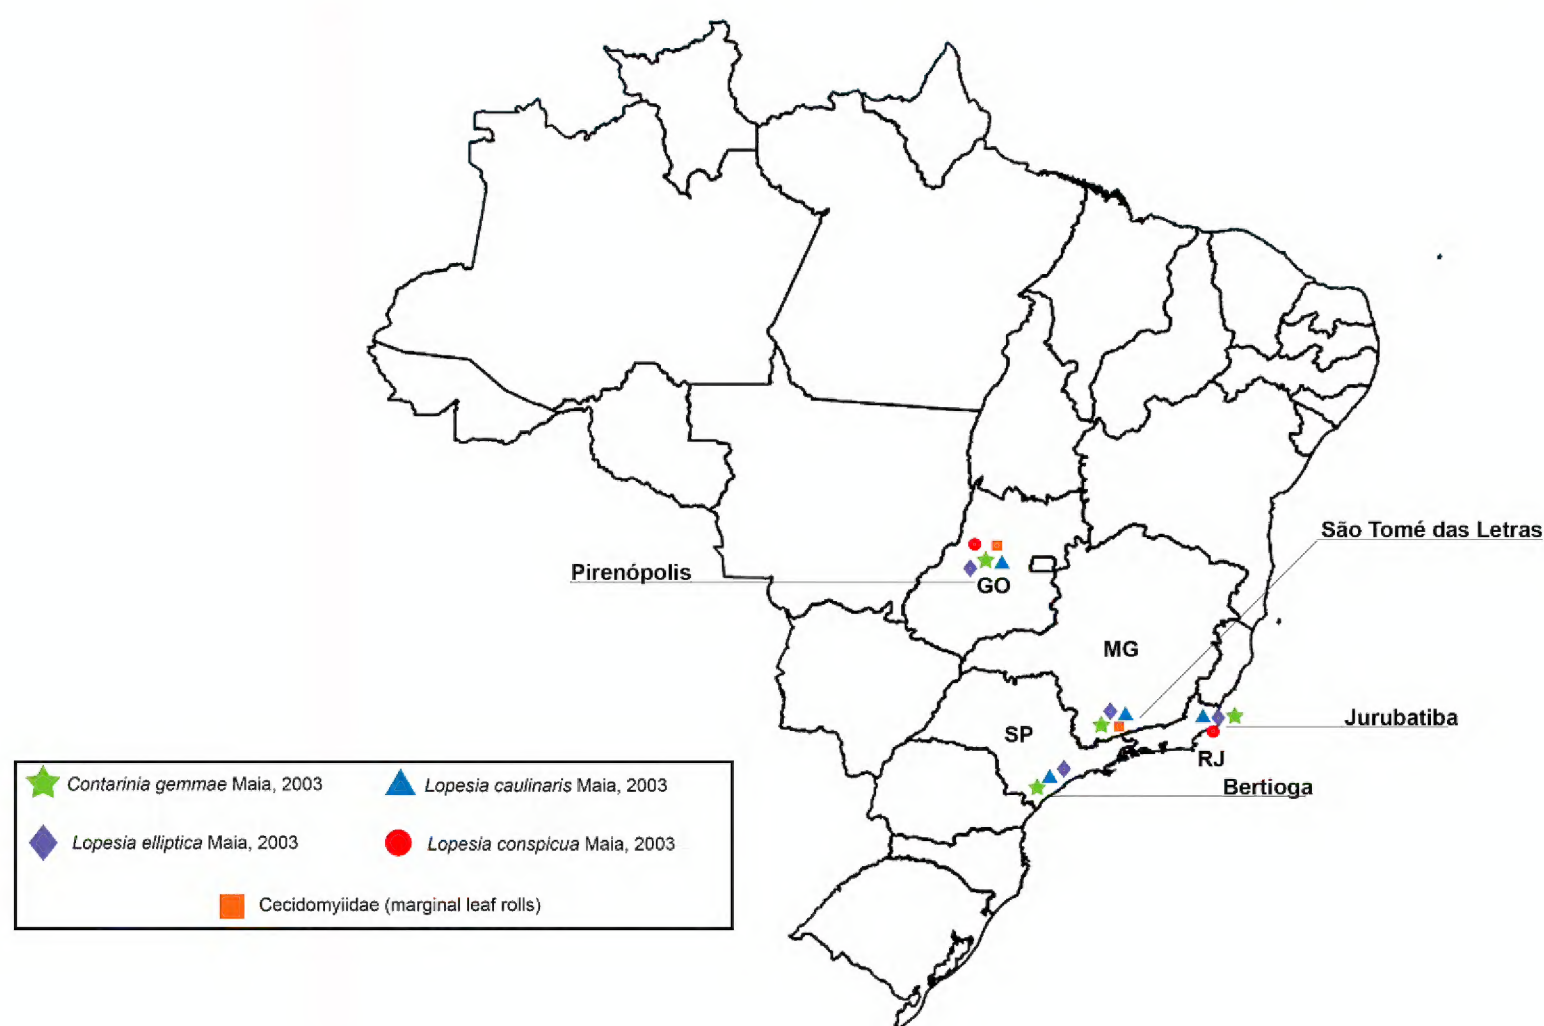 São Tomé das Letras
Pirenópolis
GO
MG
Jurubatiba
SP
RJ
Bertioga
Contarinia gemmae Maia, 2003
Lopesia caulinaris Maia, 2003
Lopesia elliptica Maia, 2003
Lopesia conspicua Maia, 2003
Cecidomyiidae (marginal leaf rolls)